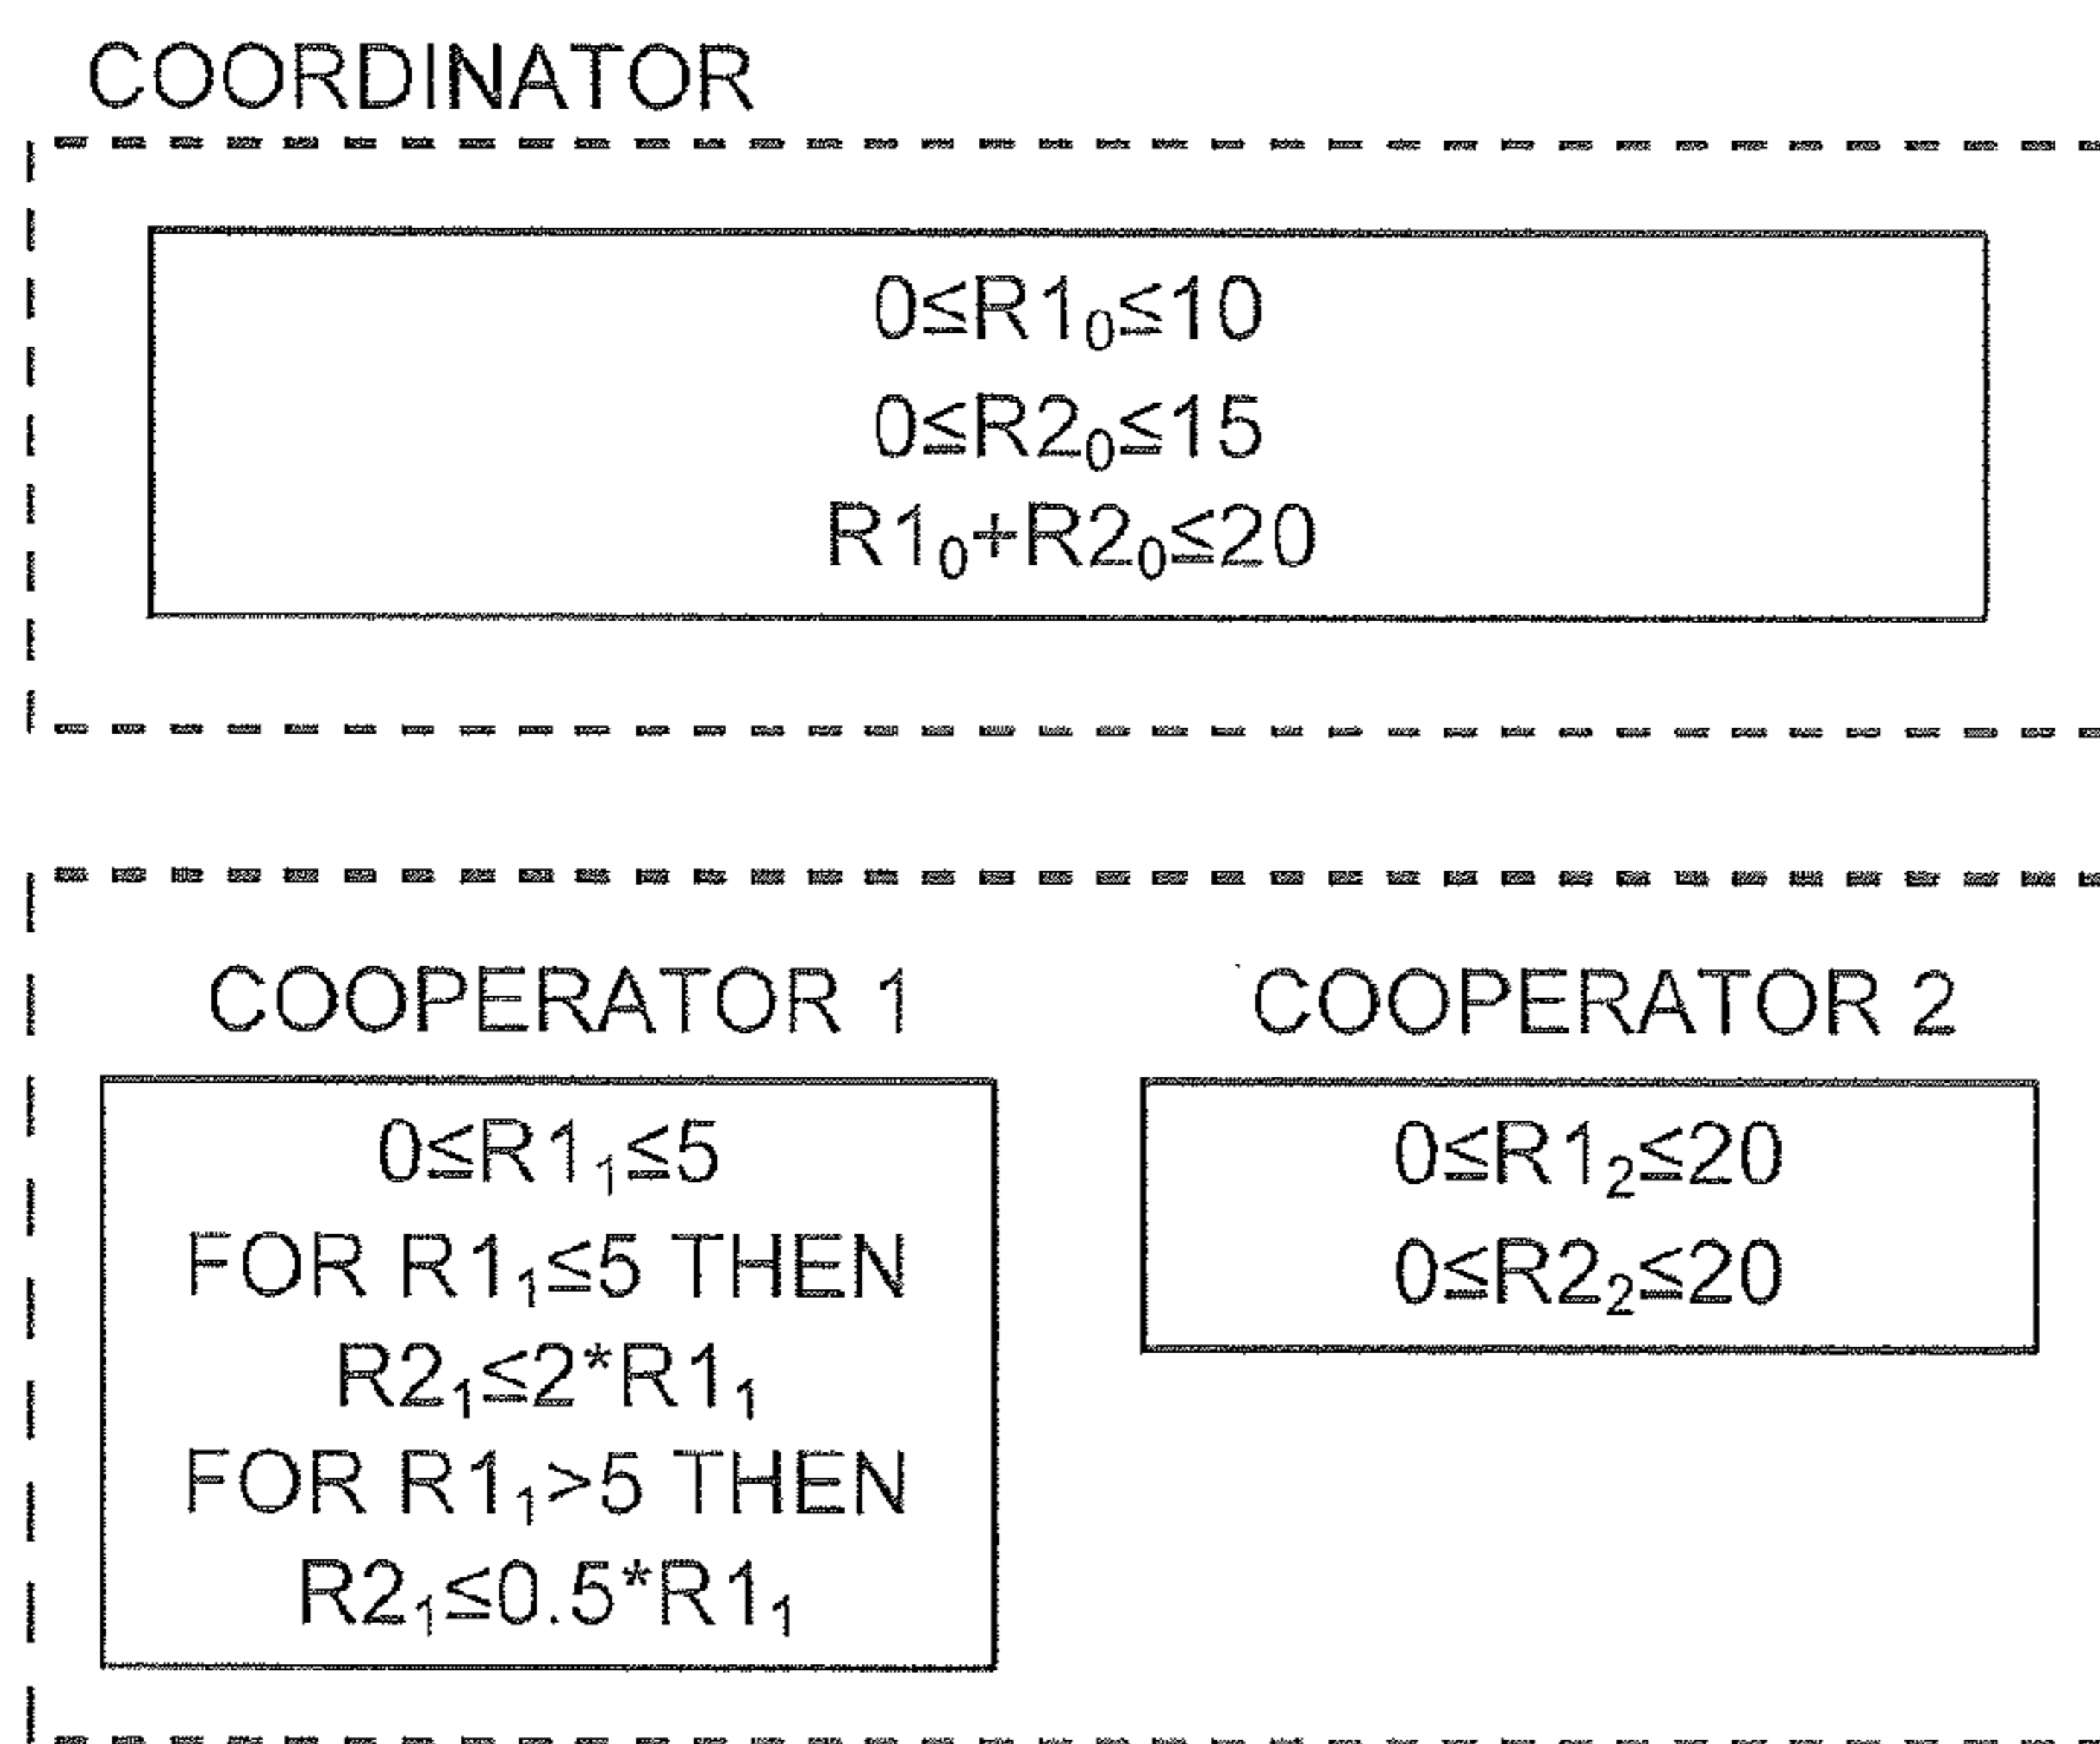 COORDINATOR
0≤R1₀≤10
0≤R2₀≤15
R1₀+R2₀≤20
COOPERATOR 1
0≤R1₁≤5
FOR R1₁≤5 THEN
R2₁≤2*R1₁
FOR R1₁>5 THEN
R2₁≤0.5*R1₁
COOPERATOR 2
0≤R1₂≤20
0≤R2₂≤20